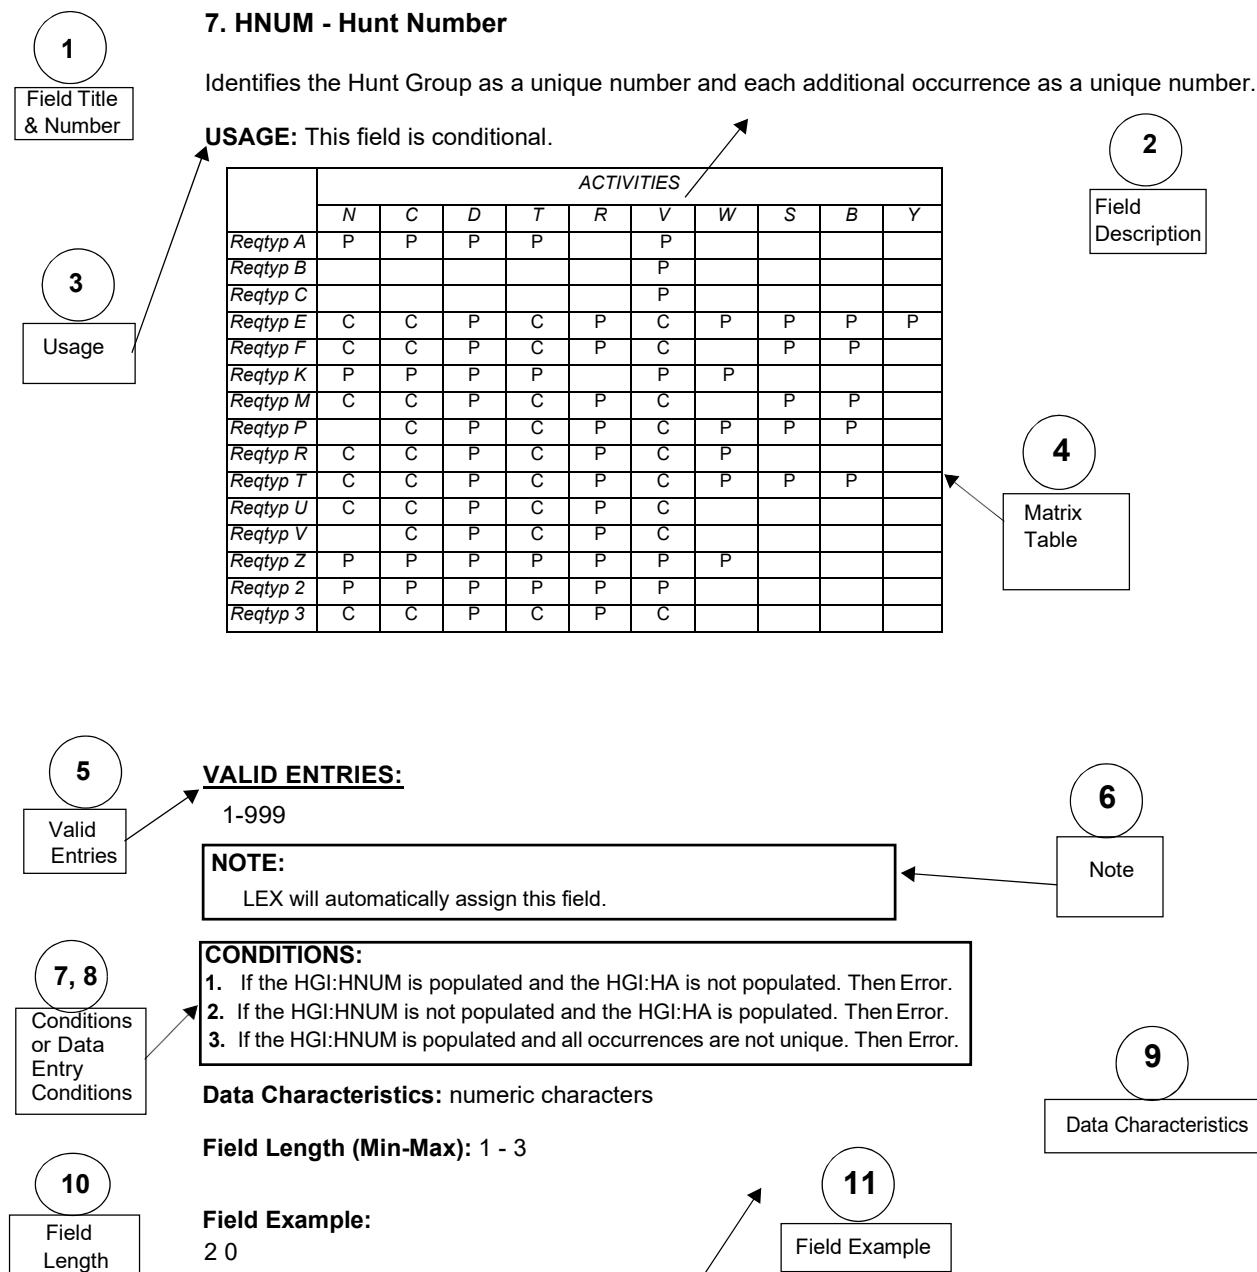 7. HNUM - Hunt Number
1
Field Title
& Number
Identifies the Hunt Group as a unique number and each additional occurrence as a unique number.
USAGE: This field is conditional.
2
Field
Description
3
Usage
ACTIVITIES
N C D T R V W S B Y
Reqtyp A P P P P P
Reqtyp B P
Reqtyp C P
Reqtyp E C C P C P C P P P P
Reqtyp F C C P C P C P P
Reqtyp K P P P P P P
Reqtyp M C C P C P C P P
Reqtyp P C P C P C P P P
Reqtyp R C C P C P C P
Reqtyp T C C P C P C P P P
Reqtyp U C C P C P C
Reqtyp V C P C P C
Reqtyp Z P P P P P P P
Reqtyp 2 P P P P P P
Reqtyp 3 C C P C P C
4
Matrix
Table
5
Valid
Entries
VALID ENTRIES:
1-999
6
Note
NOTE:
LEX will automatically assign this field.
7, 8
Conditions
or Data
Entry
Conditions
CONDITIONS:
1. If the HGI:HNUM is populated and the HGI:HA is not populated. Then Error.
2. If the HGI:HNUM is not populated and the HGI:HA is populated. Then Error.
3. If the HGI:HNUM is populated and all occurrences are not unique. Then Error.
9
Data Characteristics
Data Characteristics: numeric characters
Field Length (Min-Max): 1 - 3
10
Field
Length
11
Field Example
Field Example:
2 0